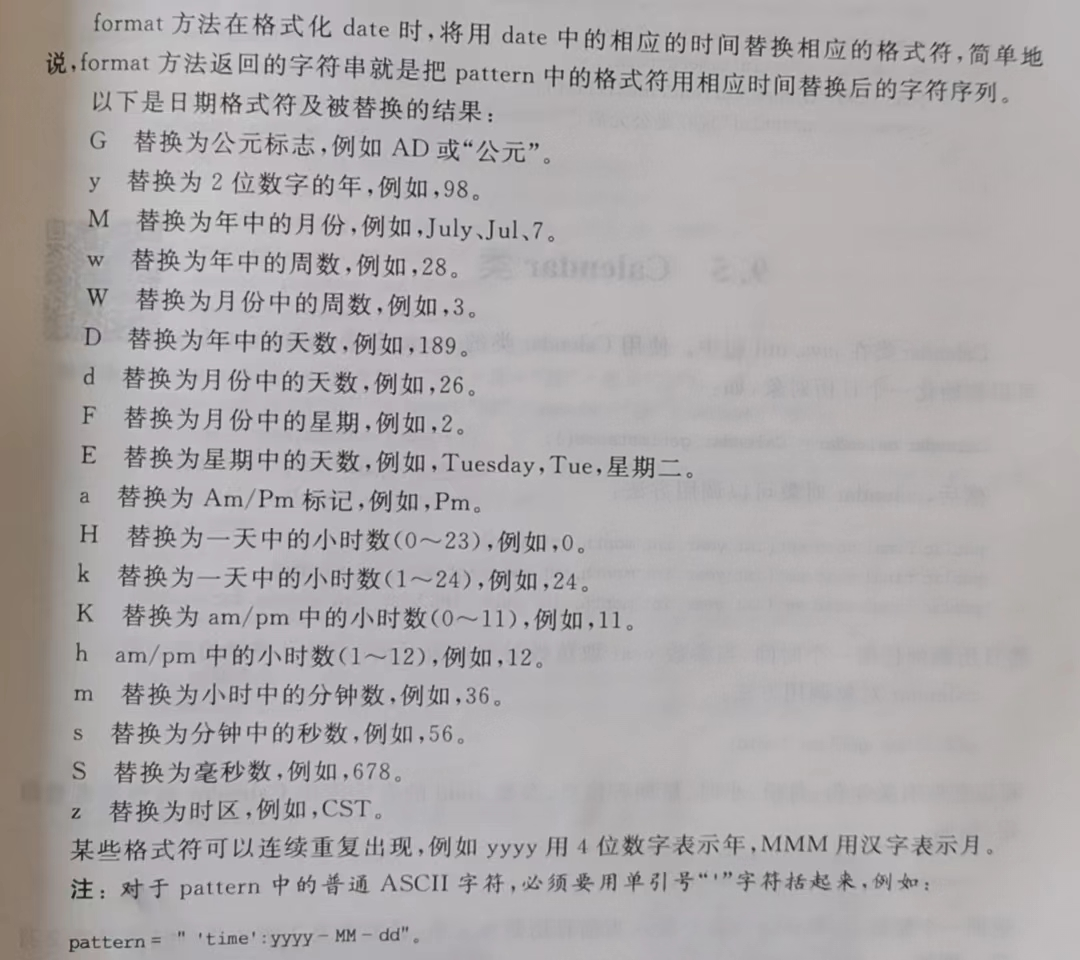 format 方法在格式化 date 时,将用 date 中的相应的时间替换相应的格式符,简单地
说,format 方法返回的字符串就是把 pattern 中的格式符用相应时间替换后的字符序列。
以下是日期格式符及被替换的结果:
G 替换为公元标志,例如 AD 或“公元”。
y 替换为 2 位数字的年,例如,98。
M 替换为年中的月份,例如,July、Jul、7。
w 替换为年中的周数,例如,28。
W 替换为月份中的周数,例如,3。
D 替换为年中的天数,例如,189。
d 替换为月份中的天数,例如,26。
F 替换为月份中的星期,例如,2。
E 替换为星期中的天数,例如,Tuesday,Tue,星期二。
a 替换为 Am/Pm 标记,例如,Pm。
H 替换为一天中的小时数(0～23),例如,0。
k 替换为一天中的小时数(1～24),例如,24。
K 替换为 am/pm 中的小时数(0～11),例如,11。
h am/pm 中的小时数(1～12),例如,12。
m 替换为小时中的分钟数,例如,36。
s 替换为分钟中的秒数,例如,56。
S 替换为毫秒数,例如,678。
z 替换为时区,例如,CST。
某些格式符可以连续重复出现,例如 yyyy 用 4 位数字表示年,MMM 用汉字表示月。
注:对于 pattern 中的普通 ASCII 字符,必须要用单引号“'”字符括起来,例如:
pattern = " 'time':yyyy-MM-dd"。
9.5 Calendar 类